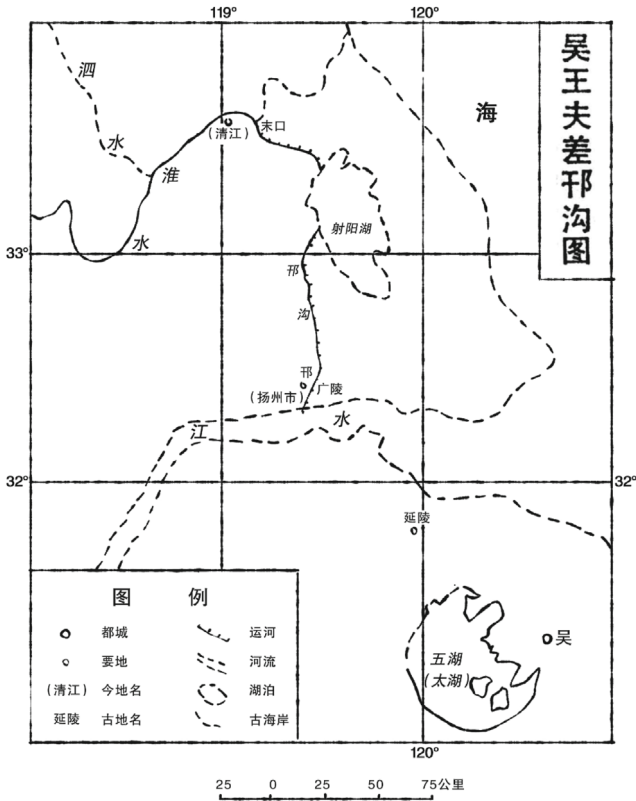 119°
120°
吴王夫差邗沟图
泗
水
(清江)
末口
海
淮
水
射阳湖
33°
邗
沟
邗
(扬州市)
广陵
江
水
32°
32°
延陵
吴
五湖
(太湖)
图 例
都城
运河
要地
河流
(清江) 今地名
湖泊
延陵 古地名
古海岸
120°
25 0 25 50 75公里